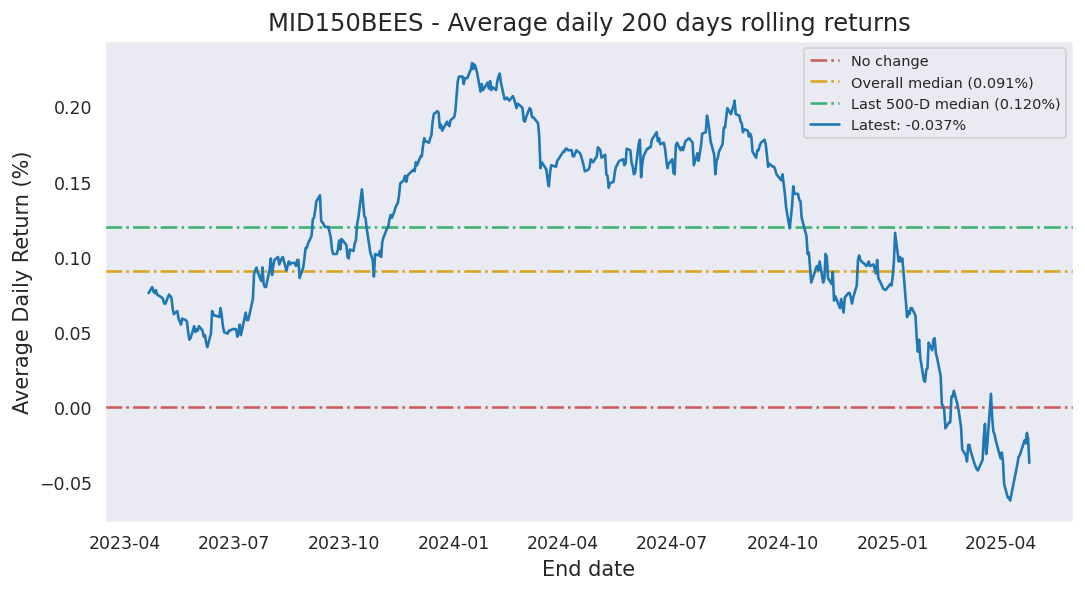 MID150BEES - Average daily 200 days rolling returns
No change
Overall median (0.091%)
Last 500-D median (0.120%)
Latest: -0.037%
Average Daily Return (%)
0.20
0.15
0.10
0.05
0.00
−0.05
2023-04 2023-07 2023-10 2024-01 2024-04 2024-07 2024-10 2025-01 2025-04
End date